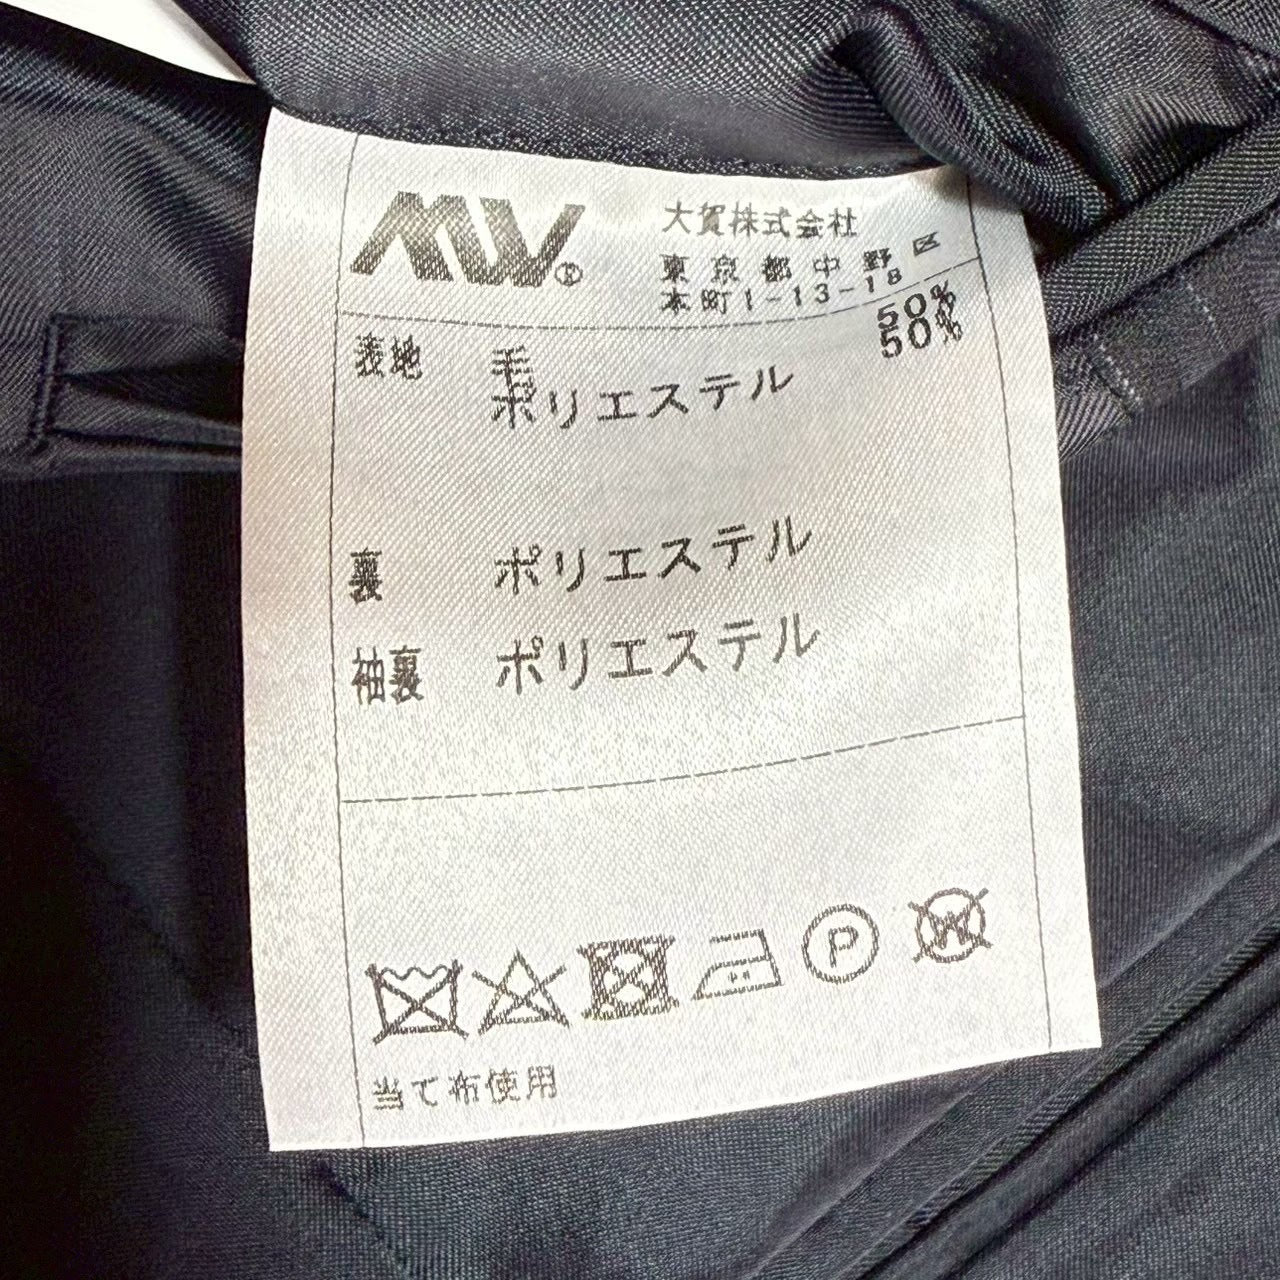 MW®
大賀株式会社
東京都中野区
本町1-13-18
表地 毛 50%
ポリエステル 50%
裏 ポリエステル
袖裏 ポリエステル
P
W
当て布使用